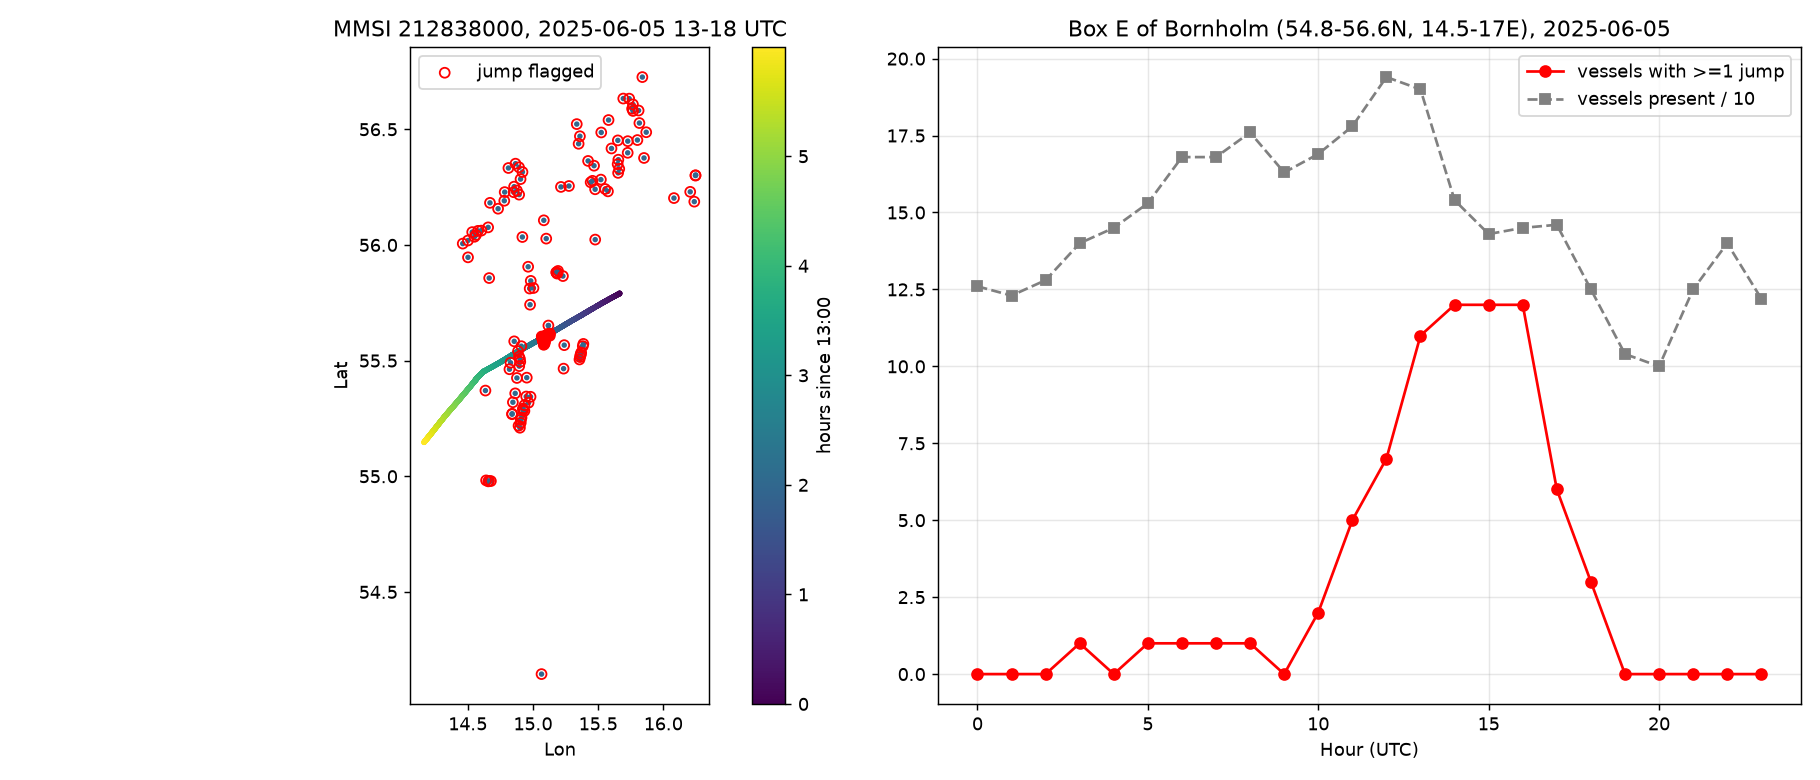 MMSI 212838000, 2025-06-05 13-18 UTC
jump flagged
56.5
56.0
55.5
55.0
54.5
Lat
14.5 15.0 15.5 16.0
Lon
5
4
3
2
1
0
hours since 13:00
Box E of Bornholm (54.8-56.6N, 14.5-17E), 2025-06-05
vessels with >=1 jump
vessels present / 10
20.0
17.5
15.0
12.5
10.0
7.5
5.0
2.5
0.0
0 5 10 15 20
Hour (UTC)